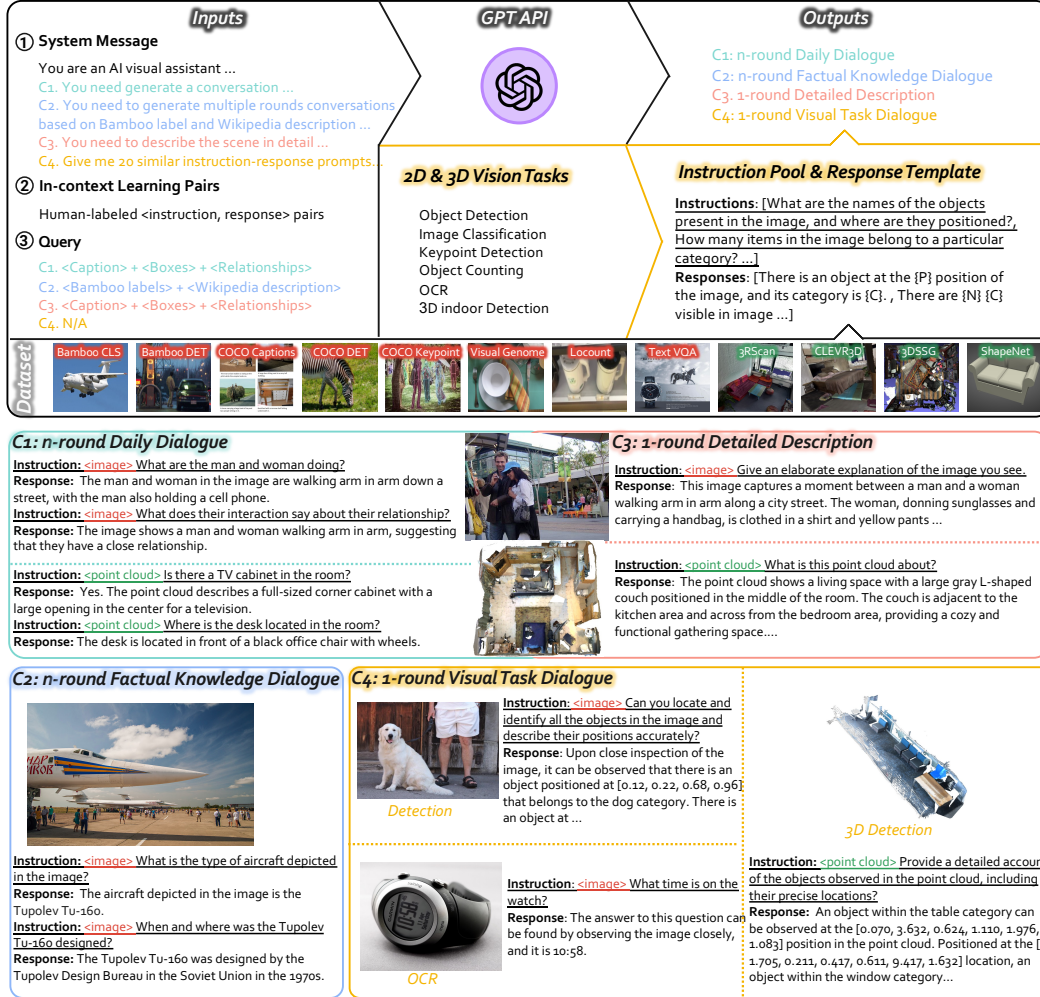 Inputs
① System Message
You are an AI visual assistant ...
C1. You need generate a conversation ...
C2. You need to generate multiple rounds conversations
based on Bamboo label and Wikipedia description ...
C3. You need to describe the scene in detail ...
C4. Give me 20 similar instruction-response prompts...
② In-context Learning Pairs
Human-labeled <instruction, response> pairs
③ Query
C1. <Caption> + <Boxes> + <Relationships>
C2. <Bamboo labels> + <Wikipedia description>
C3. <Caption> + <Boxes> + <Relationships>
C4. N/A
GPT API
Outputs
C1: n-round Daily Dialogue
C2: n-round Factual Knowledge Dialogue
C3. 1-round Detailed Description
C4: 1-round Visual Task Dialogue
2D & 3D Vision Tasks
Object Detection
Image Classification
Keypoint Detection
Object Counting
OCR
3D indoor Detection
Instruction Pool & Response Template
Instructions: [What are the names of the objects
present in the image, and where are they positioned?,
How many items in the image belong to a particular
category? ...]
Responses: [There is an object at the {P} position of
the image, and its category is {C}. , There are {N} {C}
visible in image ...]
Dataset
Bamboo CLS
Bamboo DET
COCO Captions
COCO DET
COCO Keypoint
Visual Genome
Locount
Text VQA
3RScan
CLEVR3D
3DSSG
ShapeNet
C1: n-round Daily Dialogue
Instruction: <image> What are the man and woman doing?
Response: The man and woman in the image are walking arm in arm down a
street, with the man also holding a cell phone.
Instruction: <image> What does their interaction say about their relationship?
Response: The image shows a man and woman walking arm in arm, suggesting
that they have a close relationship.
Instruction: <point cloud> Is there a TV cabinet in the room?
Response: Yes. The point cloud describes a full-sized corner cabinet with a
large opening in the center for a television.
Instruction: <point cloud> Where is the desk located in the room?
Response: The desk is located in front of a black office chair with wheels.
C3: 1-round Detailed Description
Instruction: <image> Give an elaborate explanation of the image you see.
Response: This image captures a moment between a man and a woman
walking arm in arm along a city street. The woman, donning sunglasses and
carrying a handbag, is clothed in a shirt and yellow pants ...
Instruction: <point cloud> What is this point cloud about?
Response: The point cloud shows a living space with a large gray L-shaped
couch positioned in the middle of the room. The couch is adjacent to the
kitchen area and across from the bedroom area, providing a cozy and
functional gathering space....
C2: n-round Factual Knowledge Dialogue
Instruction: <image> What is the type of aircraft depicted
in the image?
Response: The aircraft depicted in the image is the
Tupolev Tu-160.
Instruction: <image> When and where was the Tupolev
Tu-160 designed?
Response: The Tupolev Tu-160 was designed by the
Tupolev Design Bureau in the Soviet Union in the 1970s.
C4: 1-round Visual Task Dialogue
Instruction: <image> Can you locate and
identify all the objects in the image and
describe their positions accurately?
Response: Upon close inspection of the
image, it can be observed that there is an
object positioned at [0.12, 0.22, 0.68, 0.96]
that belongs to the dog category. There is
an object at ...
Detection
Instruction: <image> What time is on the
watch?
Response: The answer to this question can
be found by observing the image closely,
and it is 10:58.
OCR
3D Detection
Instruction: <point cloud> Provide a detailed accoun
of the objects observed in the point cloud, including
their precise locations?
Response: An object within the table category can
be observed at the [0.070, 3.632, 0.624, 1.110, 1.976,
1.083] position in the point cloud. Positioned at the [
1.705, 0.211, 0.417, 0.611, 9.417, 1.632] location, an
object within the window category...